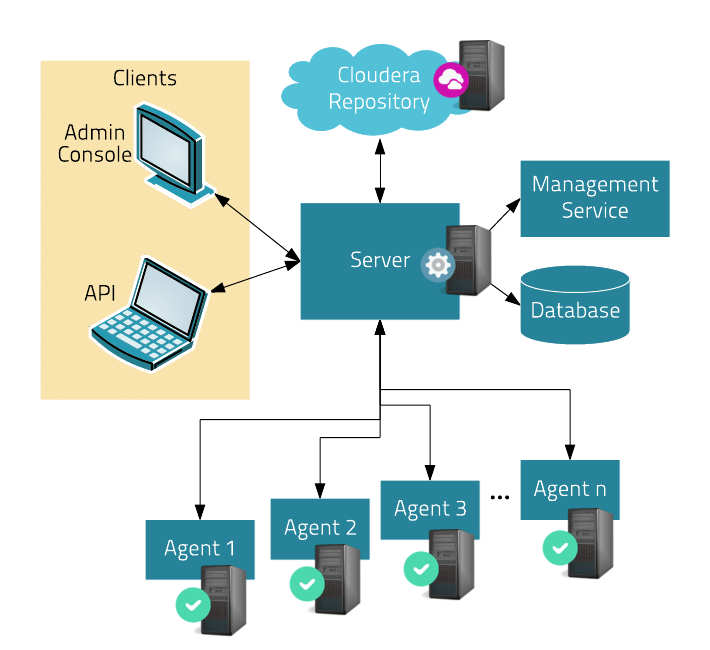 Clients
Admin
Console
API
Cloudera
Repository
Server
Management
Service
Database
Agent 1
Agent 2
Agent 3
...
Agent n